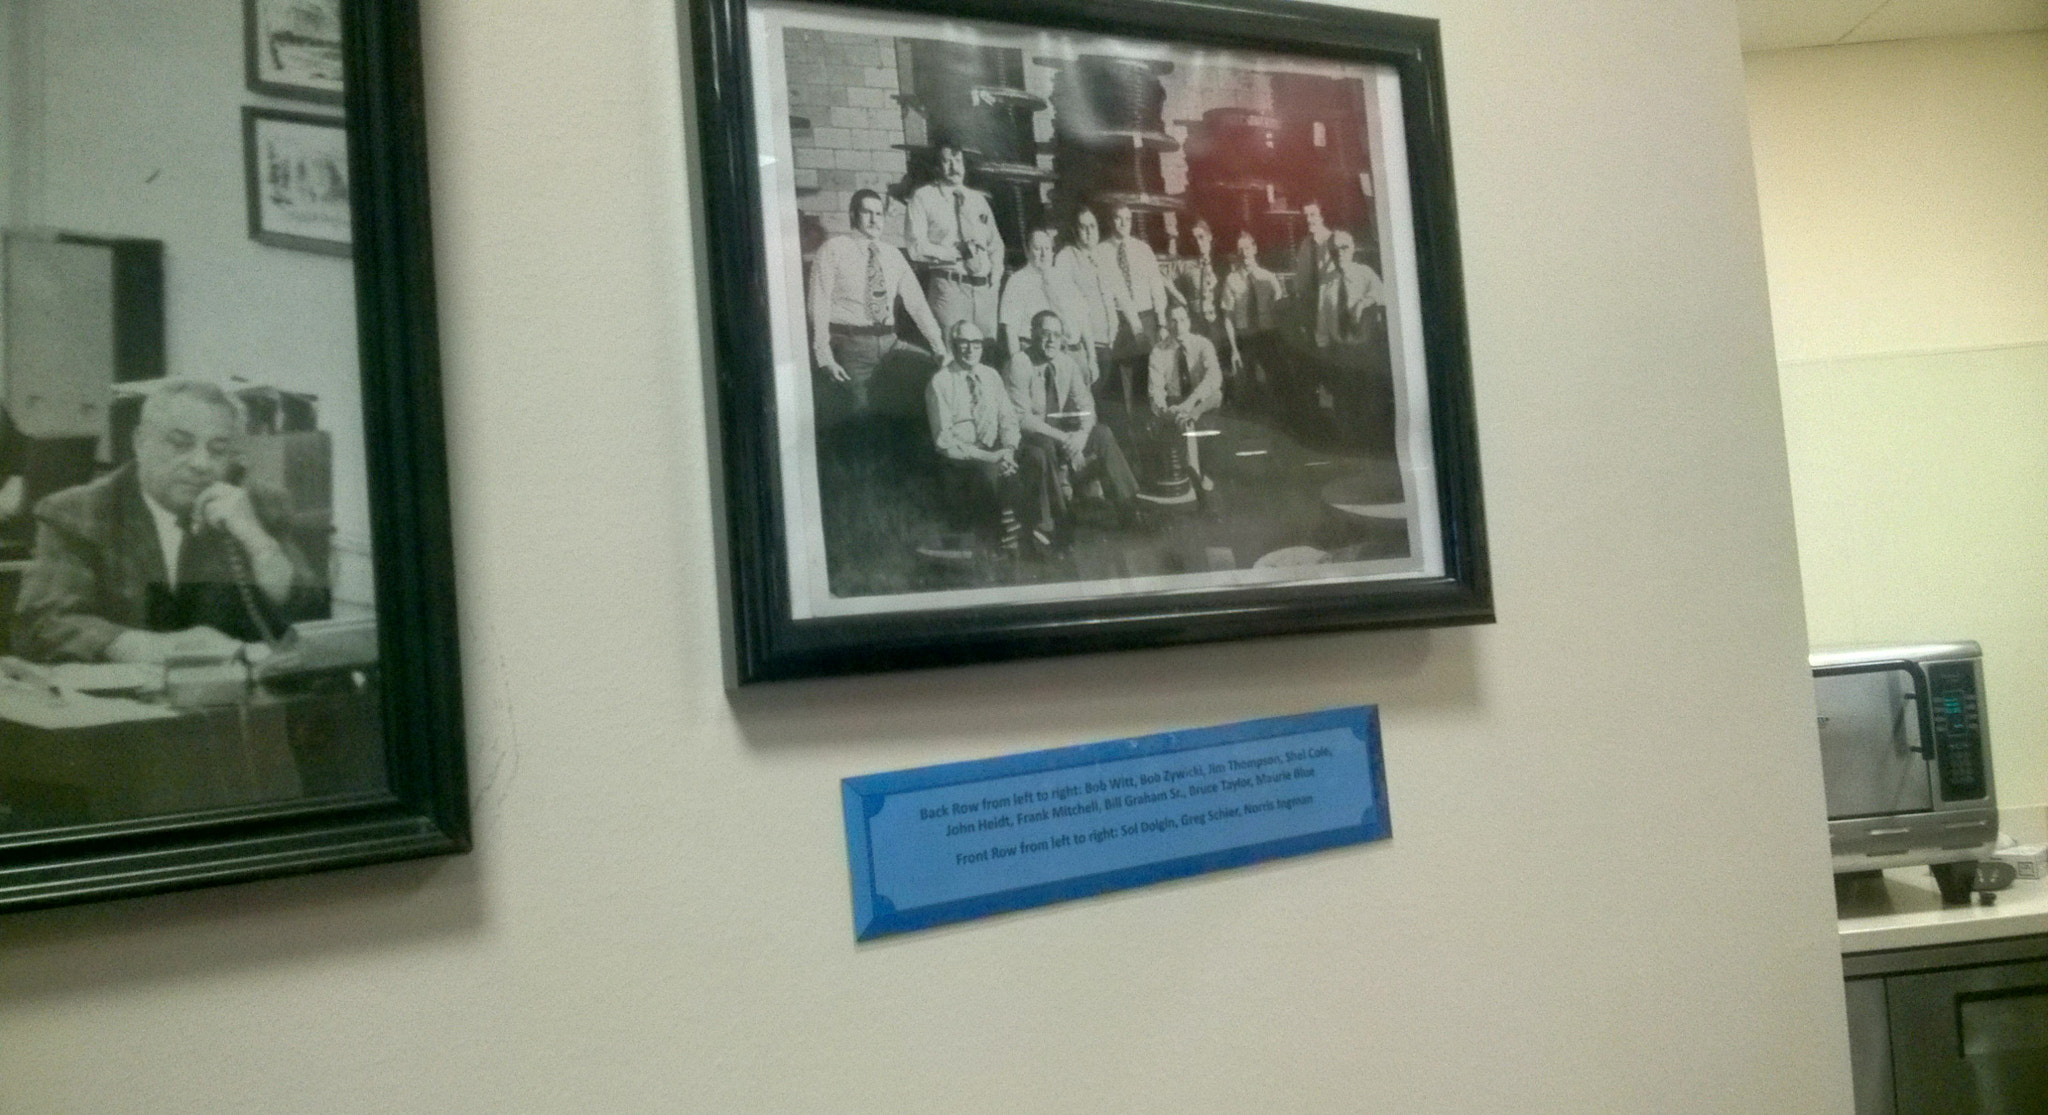 Back Row from left to right: Bob Witt, Bob Zywicki, Jim Thompson, Shel Cole,
John Heidt, Frank Mitchell, Bill Graham Sr., Bruce Taylor, Maurie Blue
Front Row from left to right: Sol Dolgin, Greg Schier, Norris Ingman